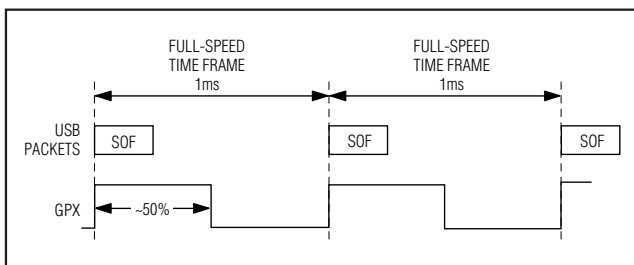 FULL-SPEED
TIME FRAME
1ms
FULL-SPEED
TIME FRAME
1ms
USB
PACKETS
SOF
SOF
SOF
GPX
~50%